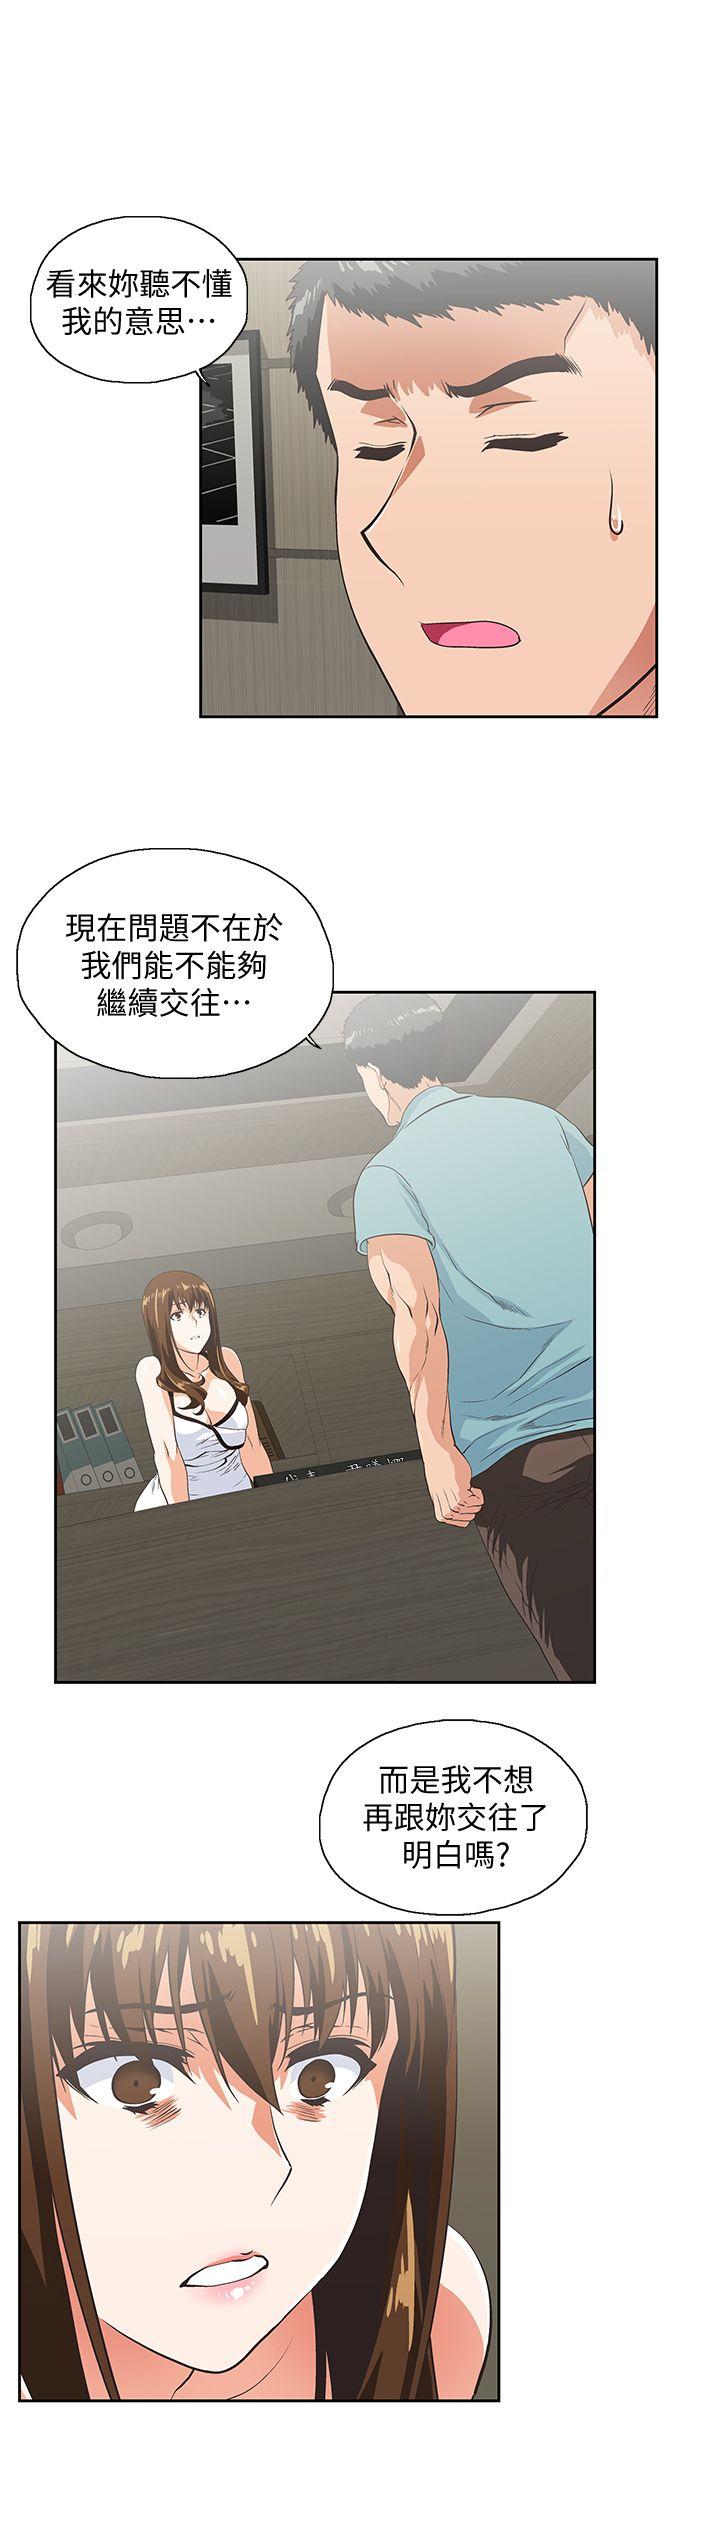 看來妳聽不懂
我的意思⋯
現在問題不在於
我們能不能夠
繼續交往⋯
而是我不想
再跟妳交往了
明白嗎?